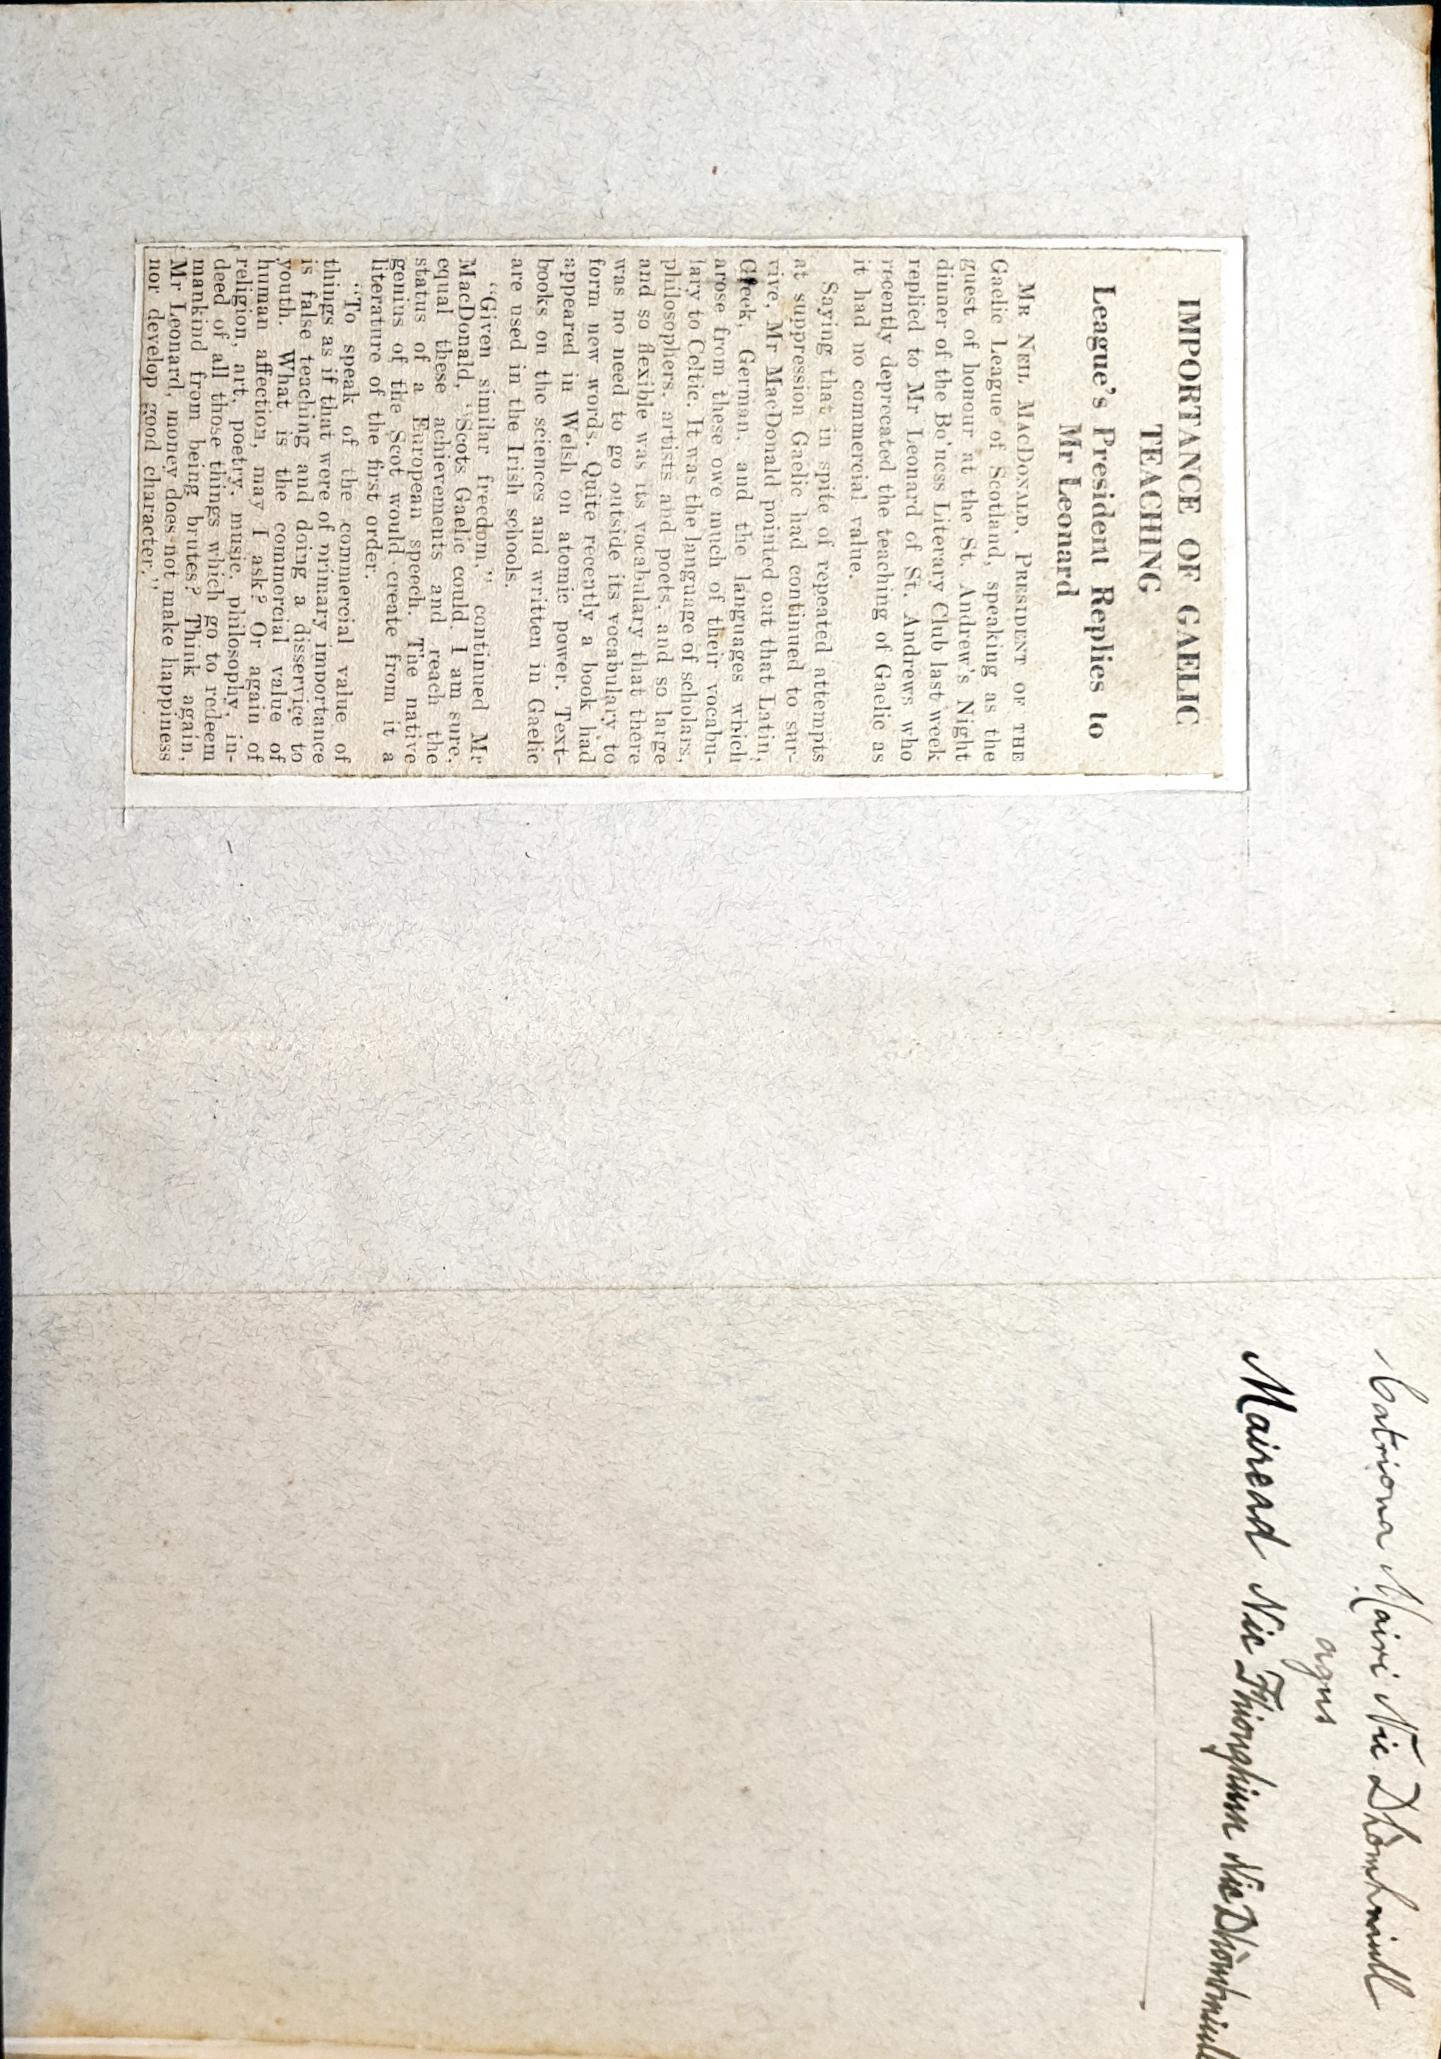 IMPORTANCE OF GAELIC
TEACHING
League's President Replies to
Mr Leonard
MR NEIL MACDONALD, PRESIDENT OF THE
Gaelic League of Scotland, speaking as the
guest of honour at the St. Andrew's Night
dinner of the Bo'ness Literary Club last week
replied to Mr Leonard of St. Andrews who
recently deprecated the teaching of Gaelic as
it had no commercial value.
Saying that in spite of repeated attempts
at suppression Gaelic had continued to sur-
vive, Mr MacDonald pointed out that Latin,
Greek, German, and the languages which
arose from these owe much of their vocabu-
lary to Celtic. It was the language of scholars,
philosophers, artists and poets, and so large
and so flexible was its vocabulary that there
was no need to go outside its vocabulary to
form new words. Quite recently a book had
appeared in Welsh on atomic power. Text-
books on the sciences and written in Gaelic
are used in the Irish schools.
"Given similar freedom," continued Mr
MacDonald, "Scots Gaelic could, I am sure,
equal these achievements and reach the
status of a European speech. The native
genius of the Scot would create from it a
literature of the first order.
"To speak of the commercial value of
things as if that were of primary importance
is false teaching and doing a disservice to
youth. What is the commercial value of
human affection, may I ask? Or again of
religion, art, poetry, music, philosophy, in-
deed of all those things which go to redeem
mankind from being brutes? Think again,
Mr Leonard, money does not make happiness
nor develop good character."
Catriona Mairi Nic Dhòmhnuill
agus
Mairead Nic Fhionghuin Nic Dhòmhnuill